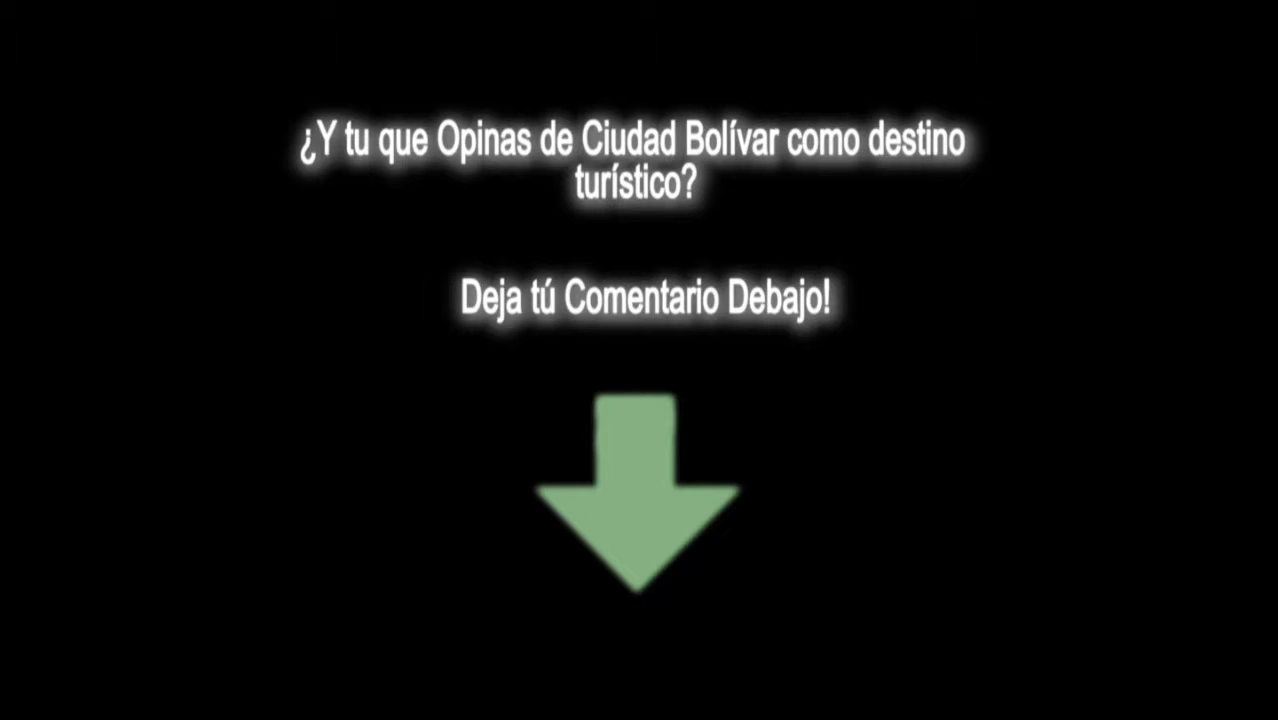 ¿Y tu que Opinas de Ciudad Bolívar como destino
turístico?
Deja tú Comentario Debajo!